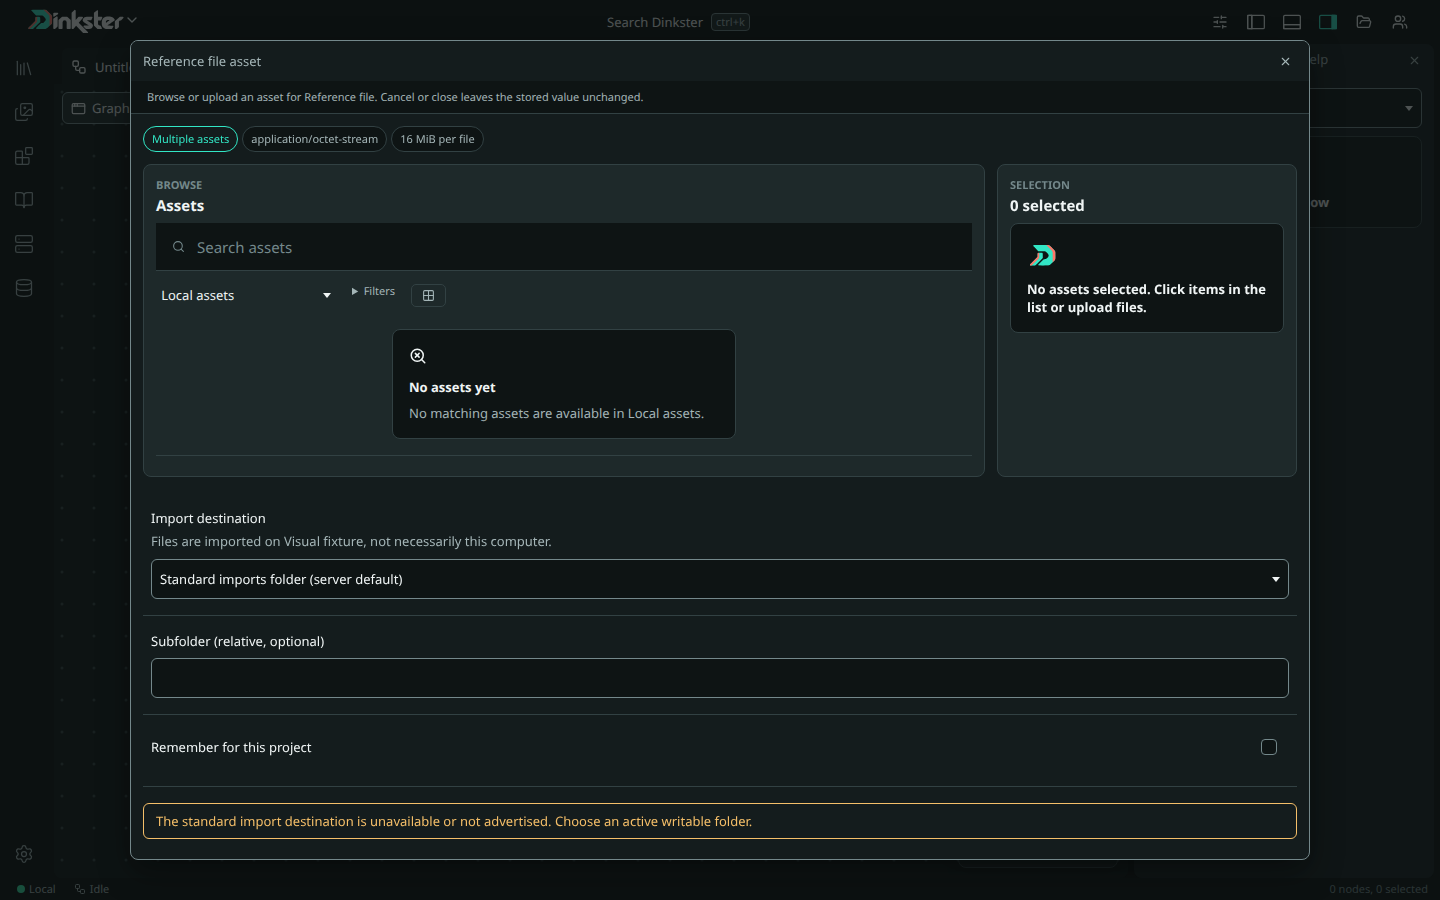 Dinkster
Search Dinkster ctrl+k
Untitl
Graph
elp
ow
Reference file asset
Browse or upload an asset for Reference file. Cancel or close leaves the stored value unchanged.
Multiple assets
application/octet-stream
16 MiB per file
BROWSE
Assets
Search assets
Local assets
Filters
No assets yet
No matching assets are available in Local assets.
SELECTION
0 selected
No assets selected. Click items in the
list or upload files.
Import destination
Files are imported on Visual fixture, not necessarily this computer.
Standard imports folder (server default)
Subfolder (relative, optional)
Remember for this project
The standard import destination is unavailable or not advertised. Choose an active writable folder.
Local
Idle
0 nodes, 0 selected